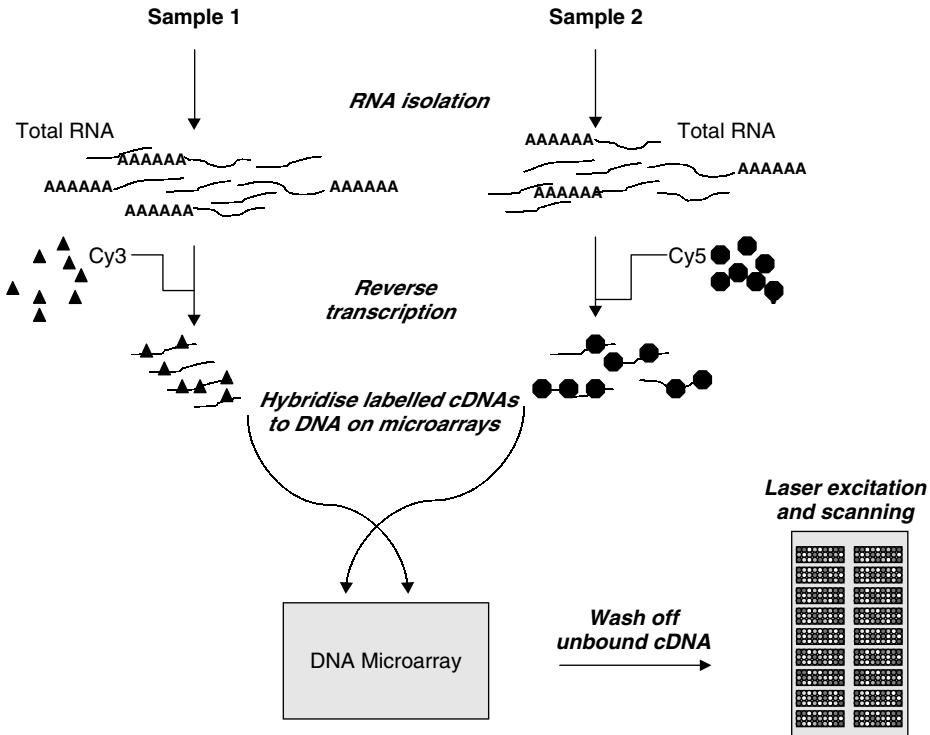 Sample 1
Sample 2
RNA isolation
Total RNA
Total RNA
AAAAAA
AAAAAA
AAAAAA
AAAAAA
AAAAAA
AAAAAA
AAAAAA
Cy3
Cy5
Reverse
transcription
Hybridise labelled cDNAs
to DNA on microarrays
Laser excitation
and scanning
DNA Microarray
Wash off
unbound cDNA